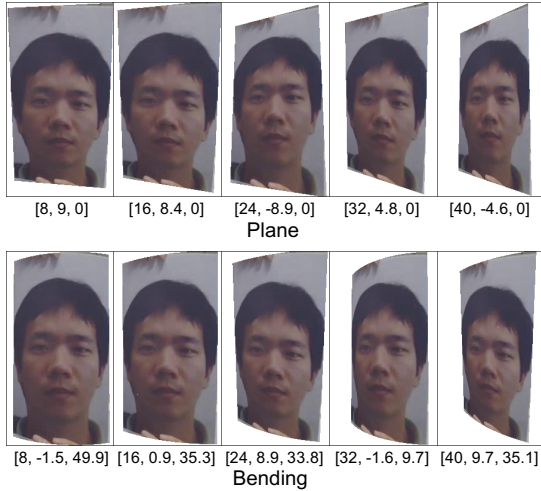 [8, 9, 0] [16, 8.4, 0] [24, -8.9, 0] [32, 4.8, 0] [40, -4.6, 0]
Plane
[8, -1.5, 49.9] [16, 0.9, 35.3] [24, 8.9, 33.8] [32, -1.6, 9.7] [40, 9.7, 35.1]
Bending